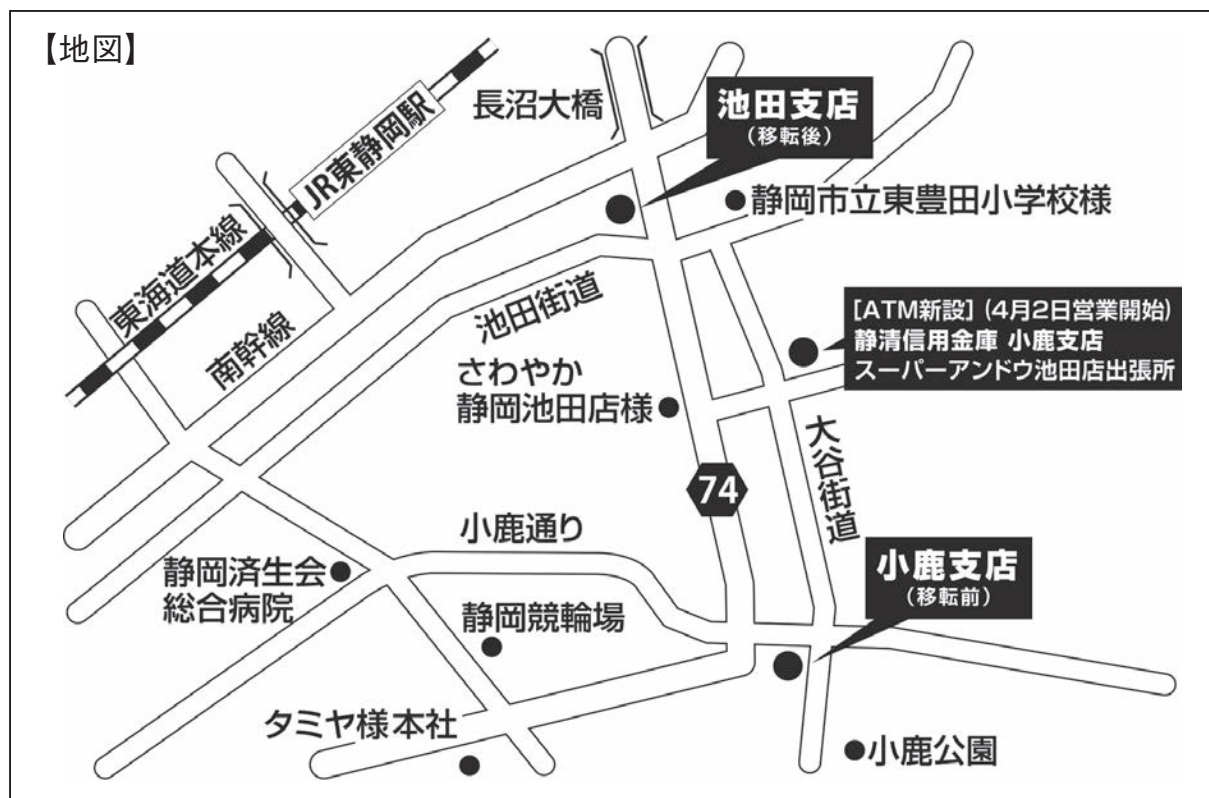 【地図】
長沼大橋
池田支店
(移転後)
JR東静岡駅
静岡市立東豊田小学校様
東海道本線
南幹線
池田街道
[ATM新設] (4月2日営業開始)
静清信用金庫 小鹿支店
スーパーアンドウ池田店出張所
さわやか
静岡池田店様
大谷街道
74
小鹿通り
小鹿支店
(移転前)
静岡済生会
総合病院
静岡競輪場
タミヤ様本社
小鹿公園